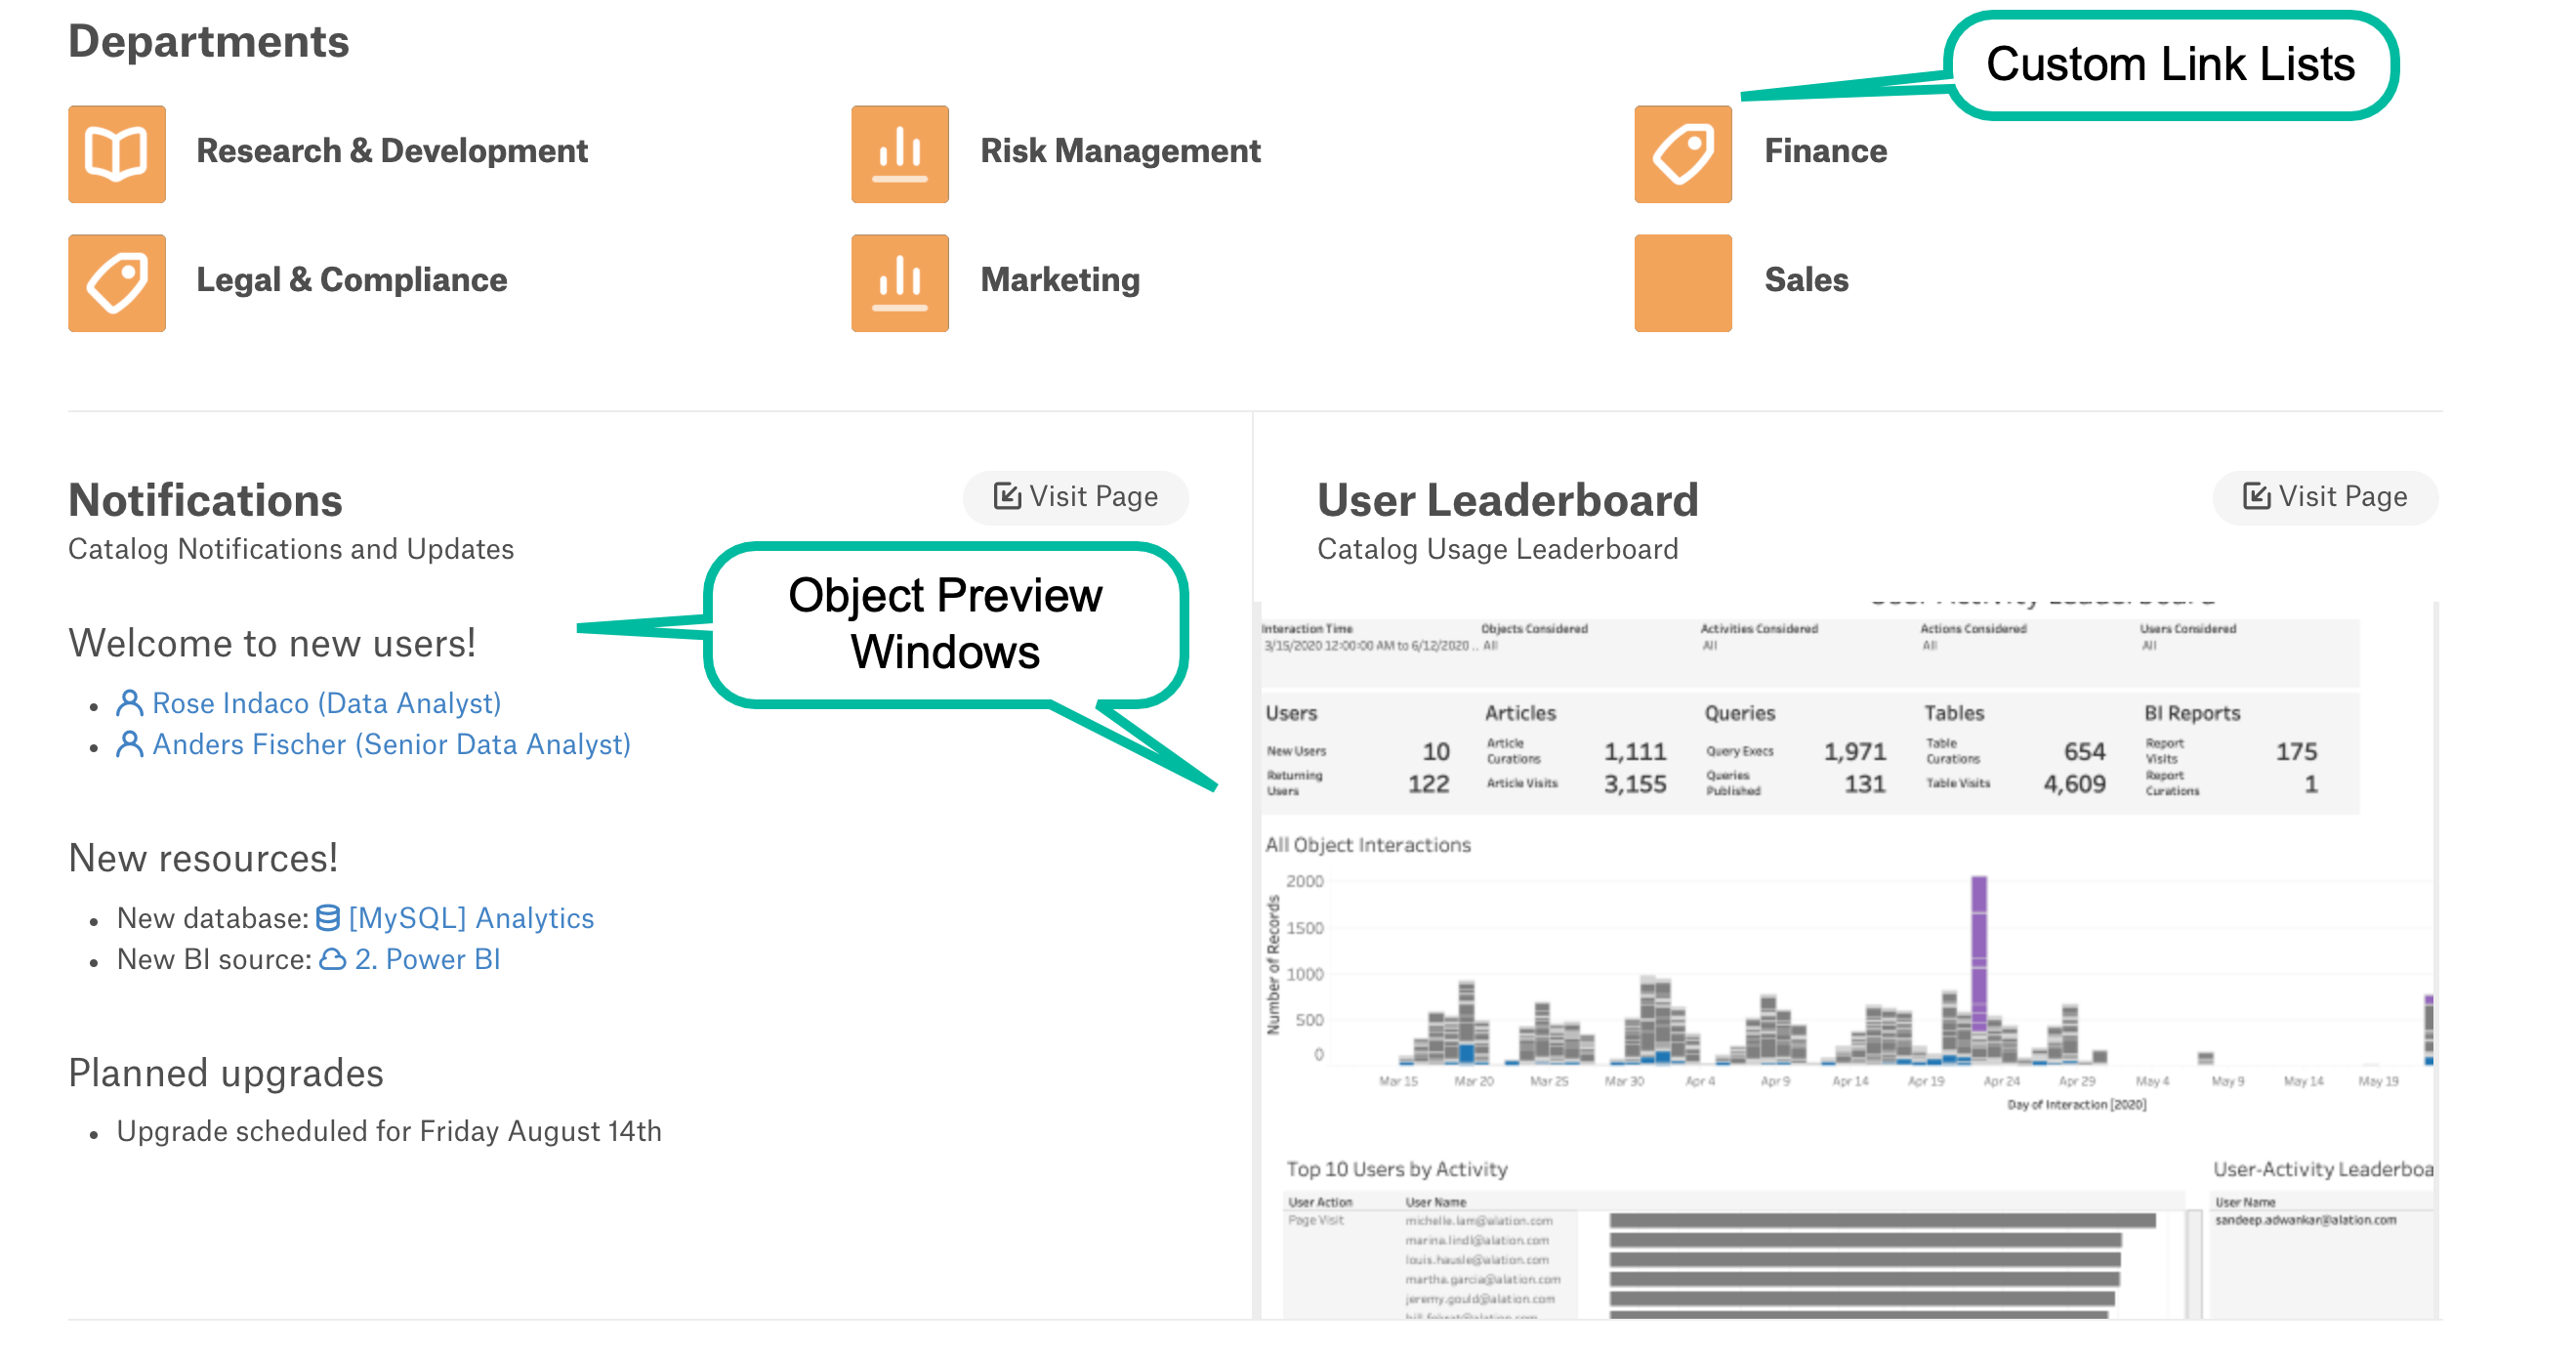 Departments
Custom Link Lists
Research & Development
Risk Management
Finance
Legal & Compliance
Marketing
Sales
Notifications
Visit Page
Catalog Notifications and Updates
Object Preview
Windows
Welcome to new users!
• Rose Indaco (Data Analyst)
• Anders Fischer (Senior Data Analyst)
New resources!
• New database: [MySQL] Analytics
• New BI source: 2. Power BI
Planned upgrades
• Upgrade scheduled for Friday August 14th
User Leaderboard
Visit Page
Catalog Usage Leaderboard
Interaction Time Objects Considered Activities Considered Actions Considered Users Considered
3/15/2020 12:00:00 AM to 6/12/2020 .. All All All All
Users Articles Queries Tables BI Reports
New Users 10 Article Curations 1,111 Query Execs 1,971 Table Curations 654 Report Visits 175
Returning Users 122 Article Visits 3,155 Queries Published 131 Table Visits 4,609 Report Curations 1
All Object Interactions
Number of Records
2000
1500
1000
500
0
Mar 15 Mar 20 Mar 25 Mar 30 Apr 4 Apr 9 Apr 14 Apr 19 Apr 24 Apr 29 May 4 May 9 May 14 May 19
Day of Interaction [2020]
Top 10 Users by Activity
User Action User Name
Page Visit michelle.lam@alation.com
marina.lindl@alation.com
louis.hausle@alation.com
martha.garcia@alation.com
jeremy.gould@alation.com
User-Activity Leaderboa
User Name
sandeep.adwankar@alation.com